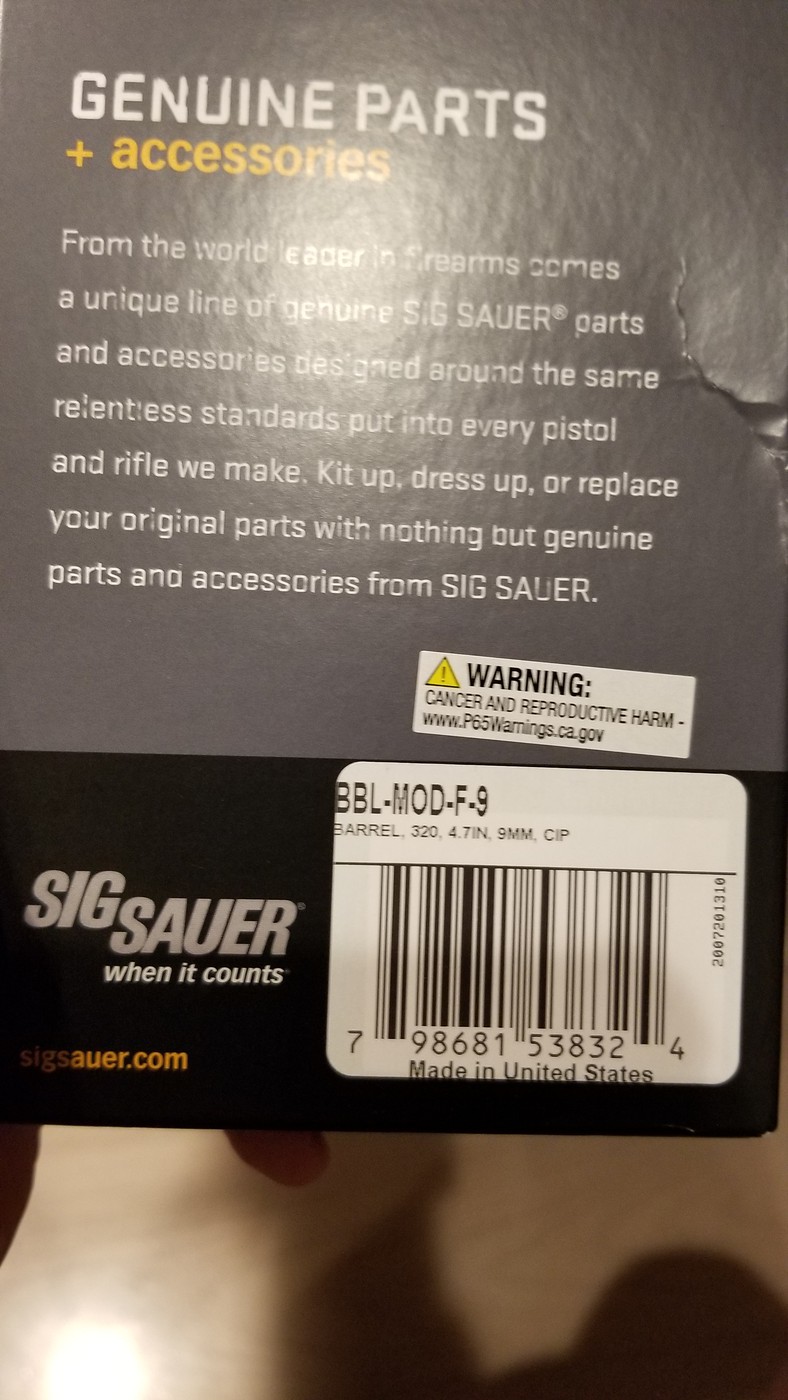 GENUINE PARTS
+ accessories
From the world leader in firearms comes
a unique line of genuine SIG SAUER® parts
and accessories designed around the same
relentless standards put into every pistol
and rifle we make. Kit up, dress up, or replace
your original parts with nothing but genuine
parts and accessories from SIG SAUER.
WARNING:
CANCER AND REPRODUCTIVE HARM -
www.P65Warnings.ca.gov
BBL-MOD-F-9
BARREL, 320, 4.7IN, 9MM, CIP
2007201310
7 98681 53832 4
Made in United States
SIG SAUER®
when it counts
sigsauer.com